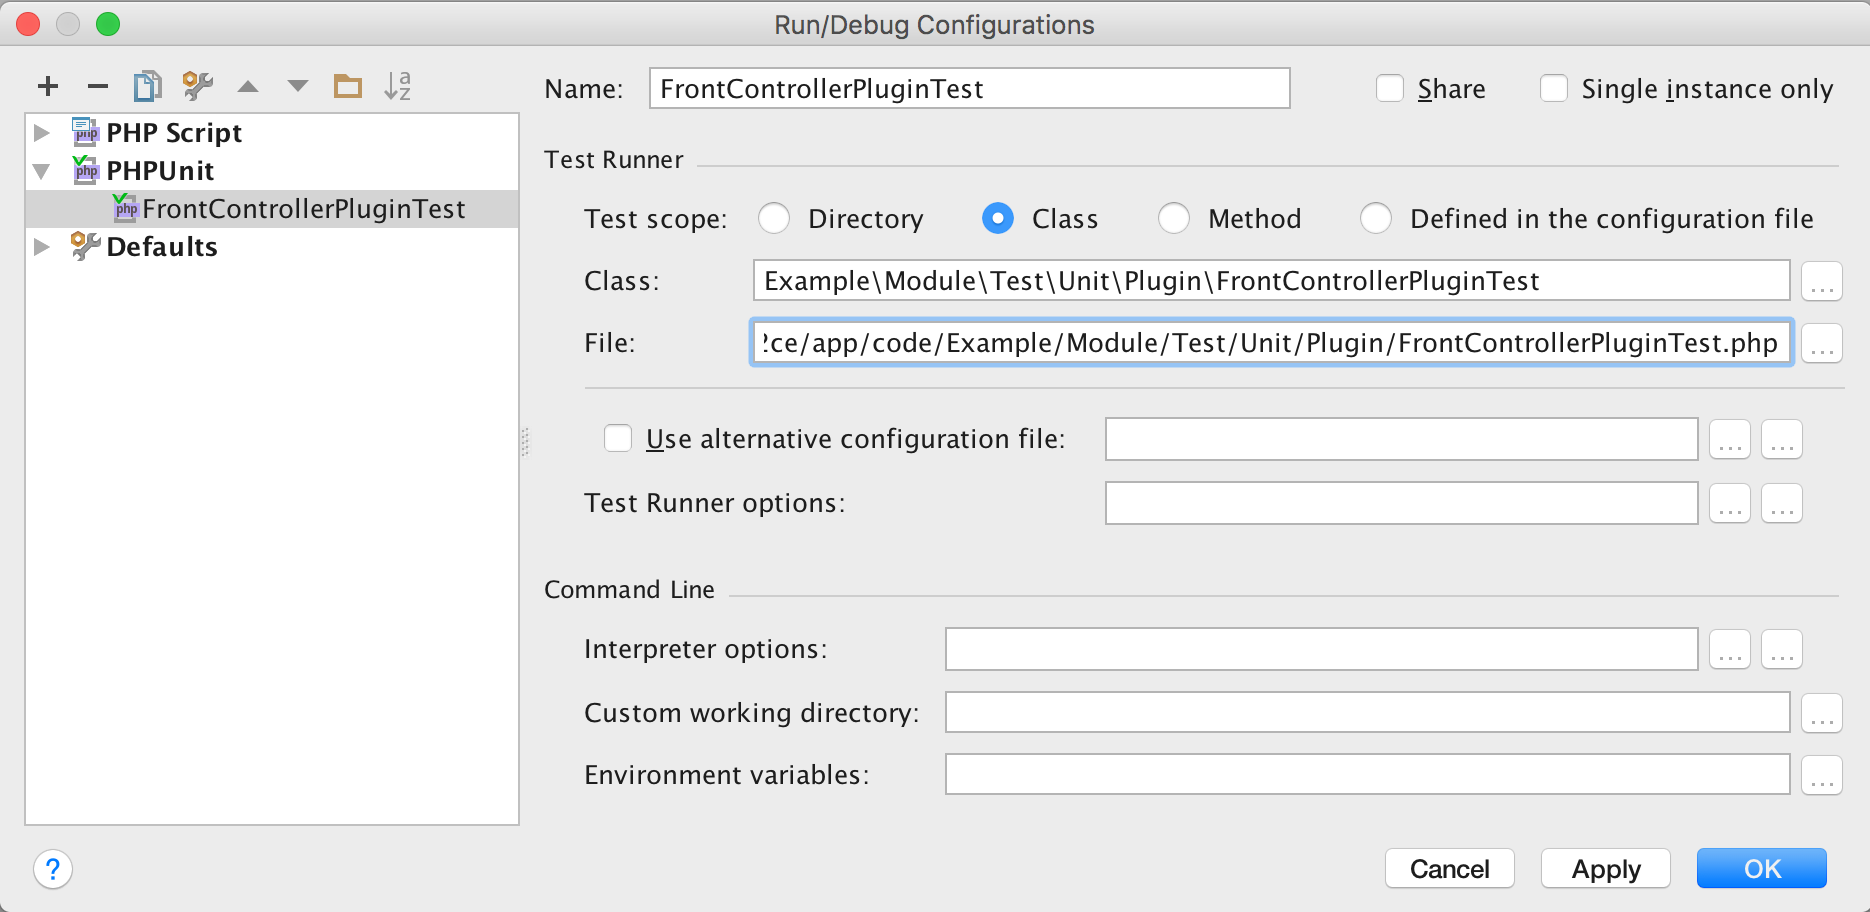 Run/Debug Configurations
Name: FrontControllerPluginTest Share Single instance only
PHP Script
PHPUnit
FrontControllerPluginTest
Defaults
Test Runner
Test scope: Directory Class Method Defined in the configuration file
Class: Example\Module\Test\Unit\Plugin\FrontControllerPluginTest ...
File: 2ce/app/code/Example/Module/Test/Unit/Plugin/FrontControllerPluginTest.php ...
Use alternative configuration file: ... ...
Test Runner options: ... ...
Command Line
Interpreter options: ... ...
Custom working directory: ...
Environment variables: ...
? Cancel Apply OK